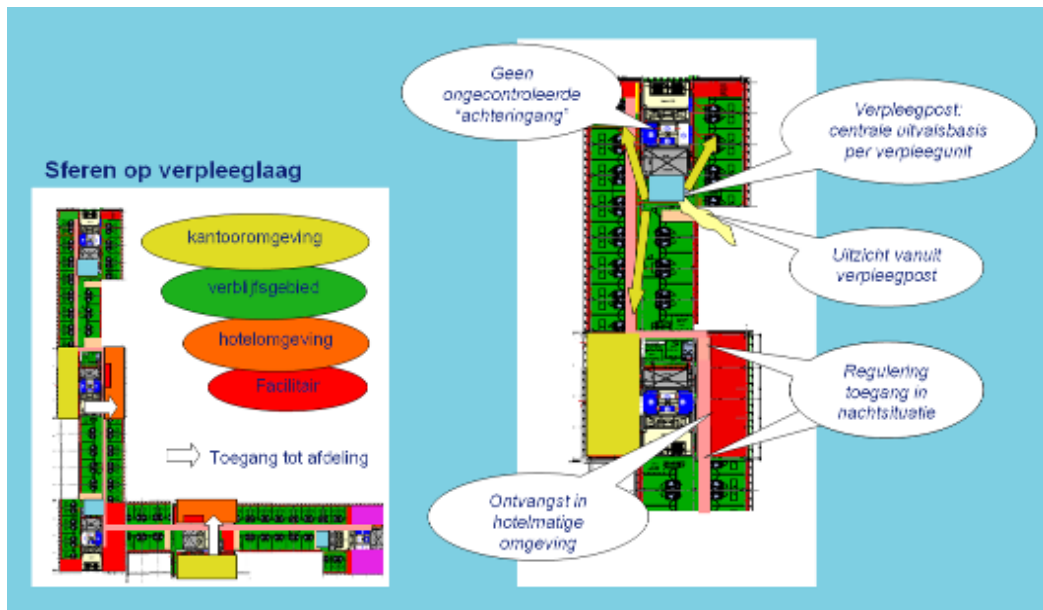 Sferen op verpleeglaag
kantooromgeving
verblijfsgebied
hotelomgeving
Facilitair
Toegang tot afdeling
Geen
ongecontroleerde
"achteringang"
Verpleegpost:
centrale uitvalsbasis
per verpleegunit
Uitzicht vanuit
verpleegpost
Regulering
toegang in
nachtsituatie
Ontvangst in
hotelmatige
omgeving